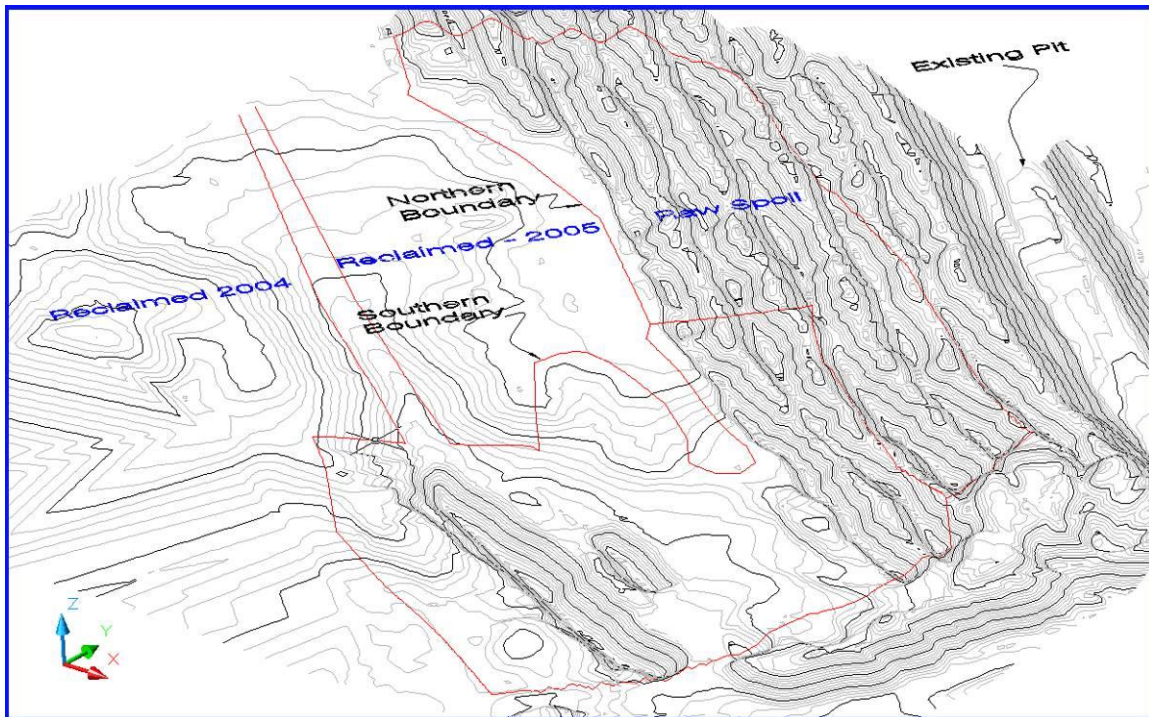 Existing Pit
Northern
Boundary
Raw Spoil
Reclaimed - 2005
Reclaimed 2004
Southern
Boundary
Z
Y
X